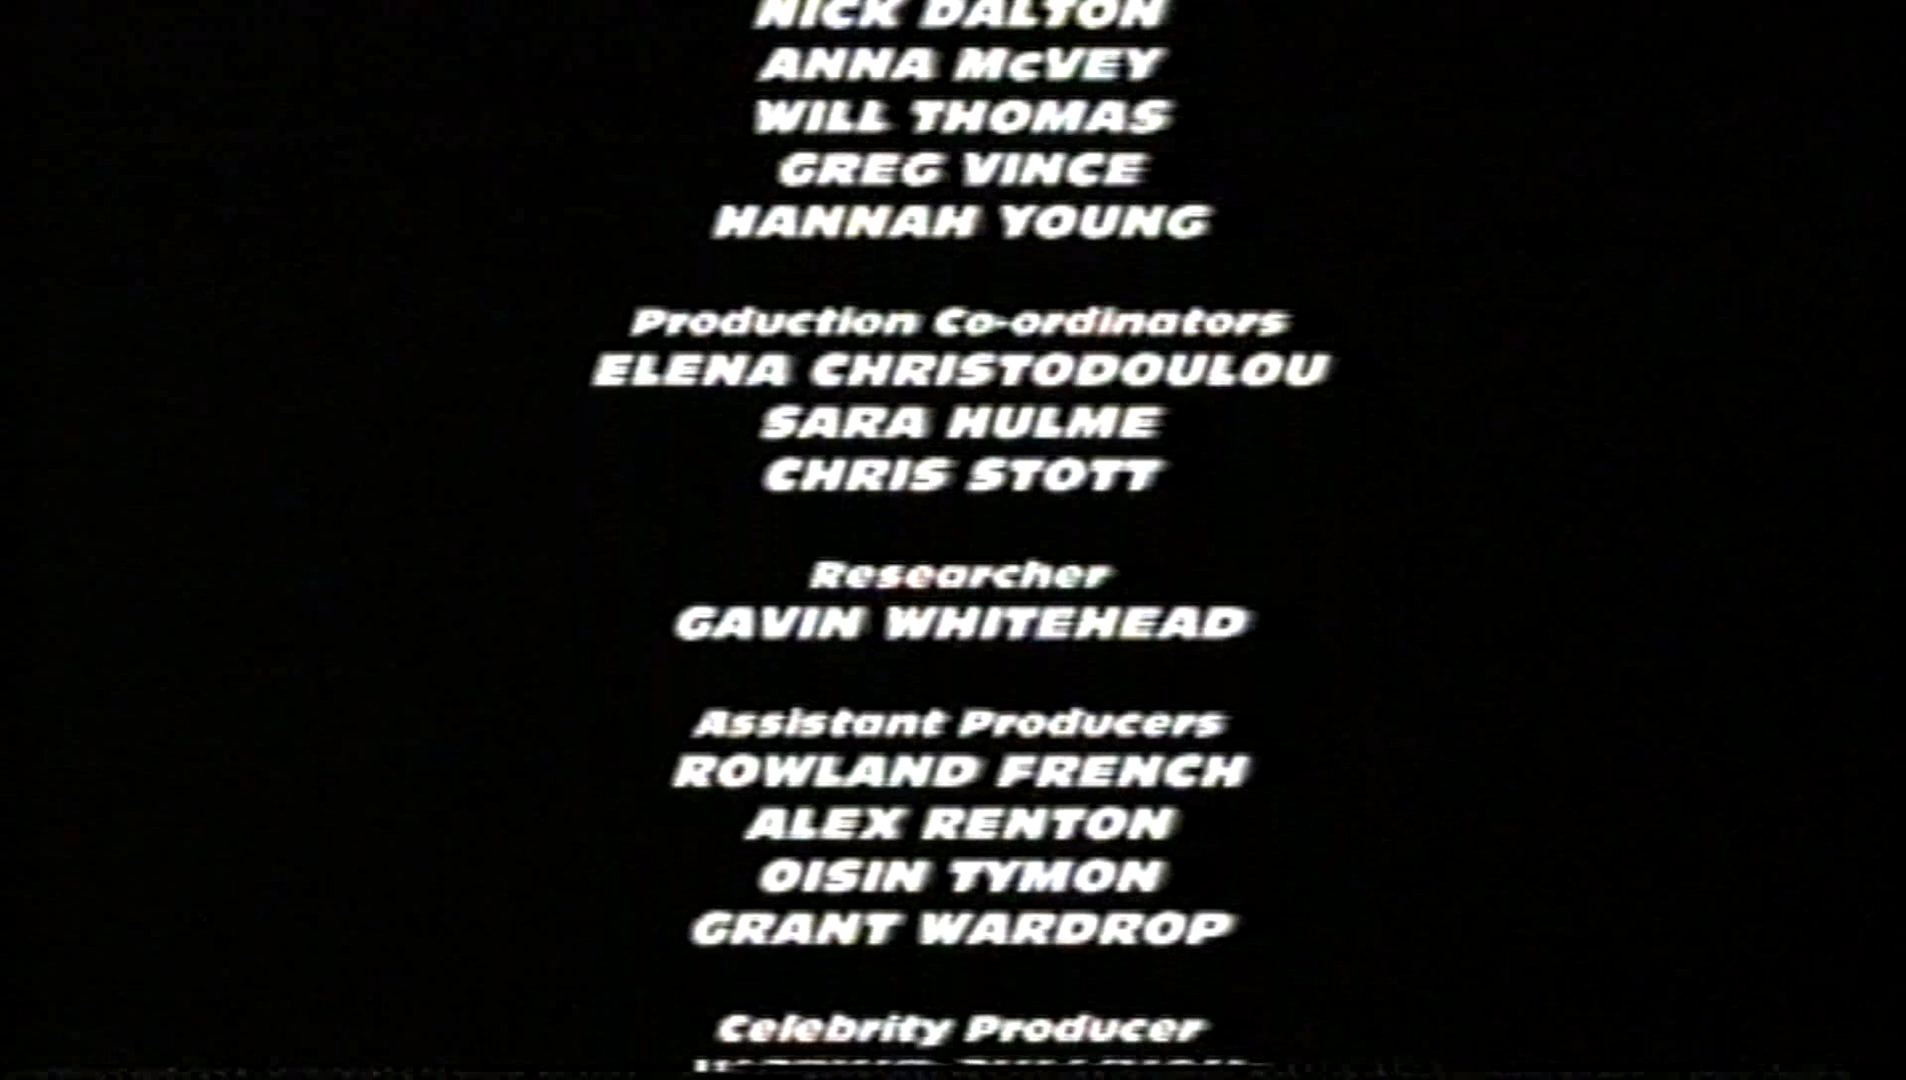 NICK DALTON
ANNA McVEY
WILL THOMAS
GREG VINCE
HANNAH YOUNG
Production Co-ordinators
ELENA CHRISTODOULOU
SARA HULME
CHRIS STOTT
Researcher
GAVIN WHITEHEAD
Assistant Producers
ROWLAND FRENCH
ALEX RENTON
OISIN TYMON
GRANT WARDROP
Celebrity Producer